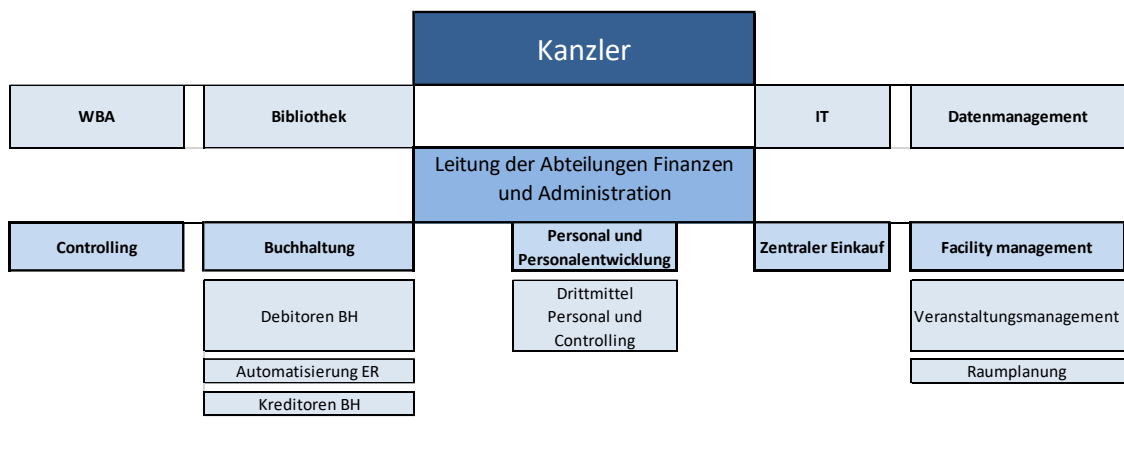 Kanzler
WBA
Bibliothek
IT
Datenmanagement
Leitung der Abteilungen Finanzen
und Administration
Controlling
Buchhaltung
Personal und
Personalentwicklung
Zentraler Einkauf
Facility management
Debitoren BH
Drittmittel
Personal und
Controlling
Veranstaltungsmanagement
Automatisierung ER
Raumplanung
Kreditoren BH